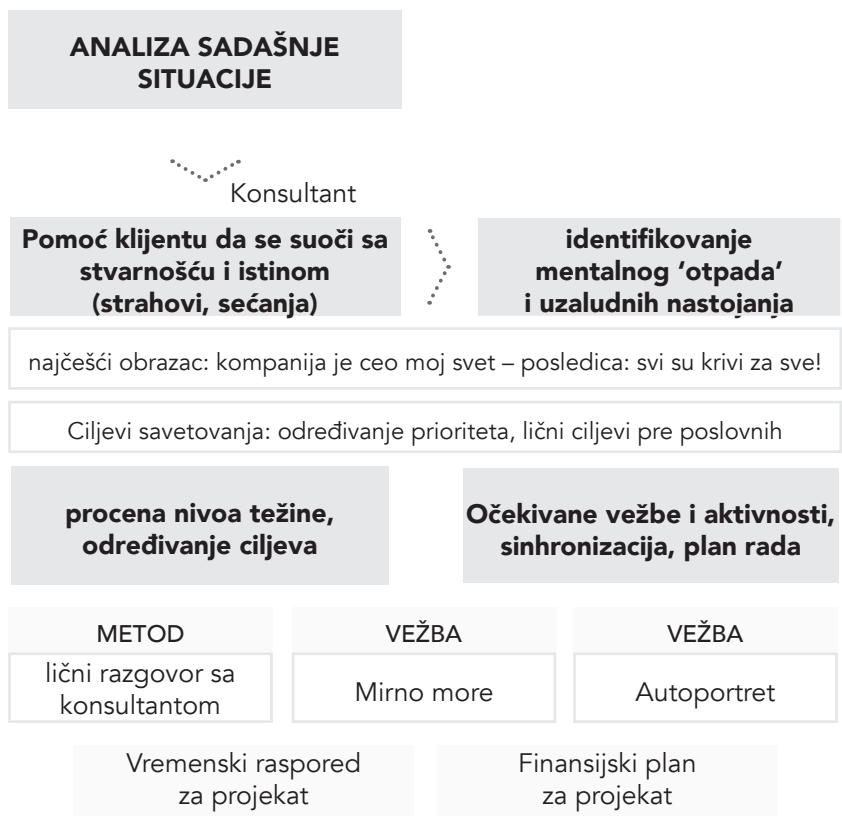 ANALIZA SADAŠNJE
SITUACIJE
Konsultant
Pomoć klijentu da se suoči sa
stvarnošću i istinom
(strahovi, sećanja)
identifikovanje
mentalnog ‘otpada’
i uzaludnih nastojanja
najčešći obrazac: kompanija je ceo moj svet – posledica: svi su krivi za sve!
Ciljevi savetovanja: određivanje prioriteta, lični ciljevi pre poslovnih
procena nivoa težine,
određivanje ciljeva
Očekivane vežbe i aktivnosti,
sinhronizacija, plan rada
METOD
lični razgovor sa
konsultantom
VEŽBA
Mirno more
VEŽBA
Autoportret
Vremenski raspored
za projekat
Finansijski plan
za projekat